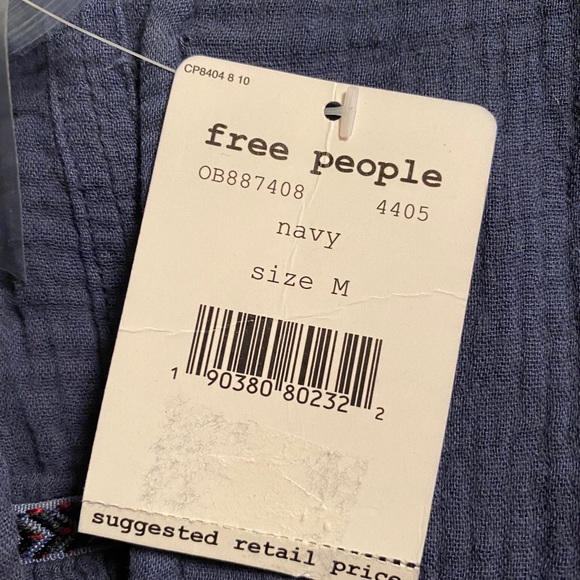 CP8404 8 10
free people
OB887408 4405
navy
size M
1 90380 80232 2
suggested retail price